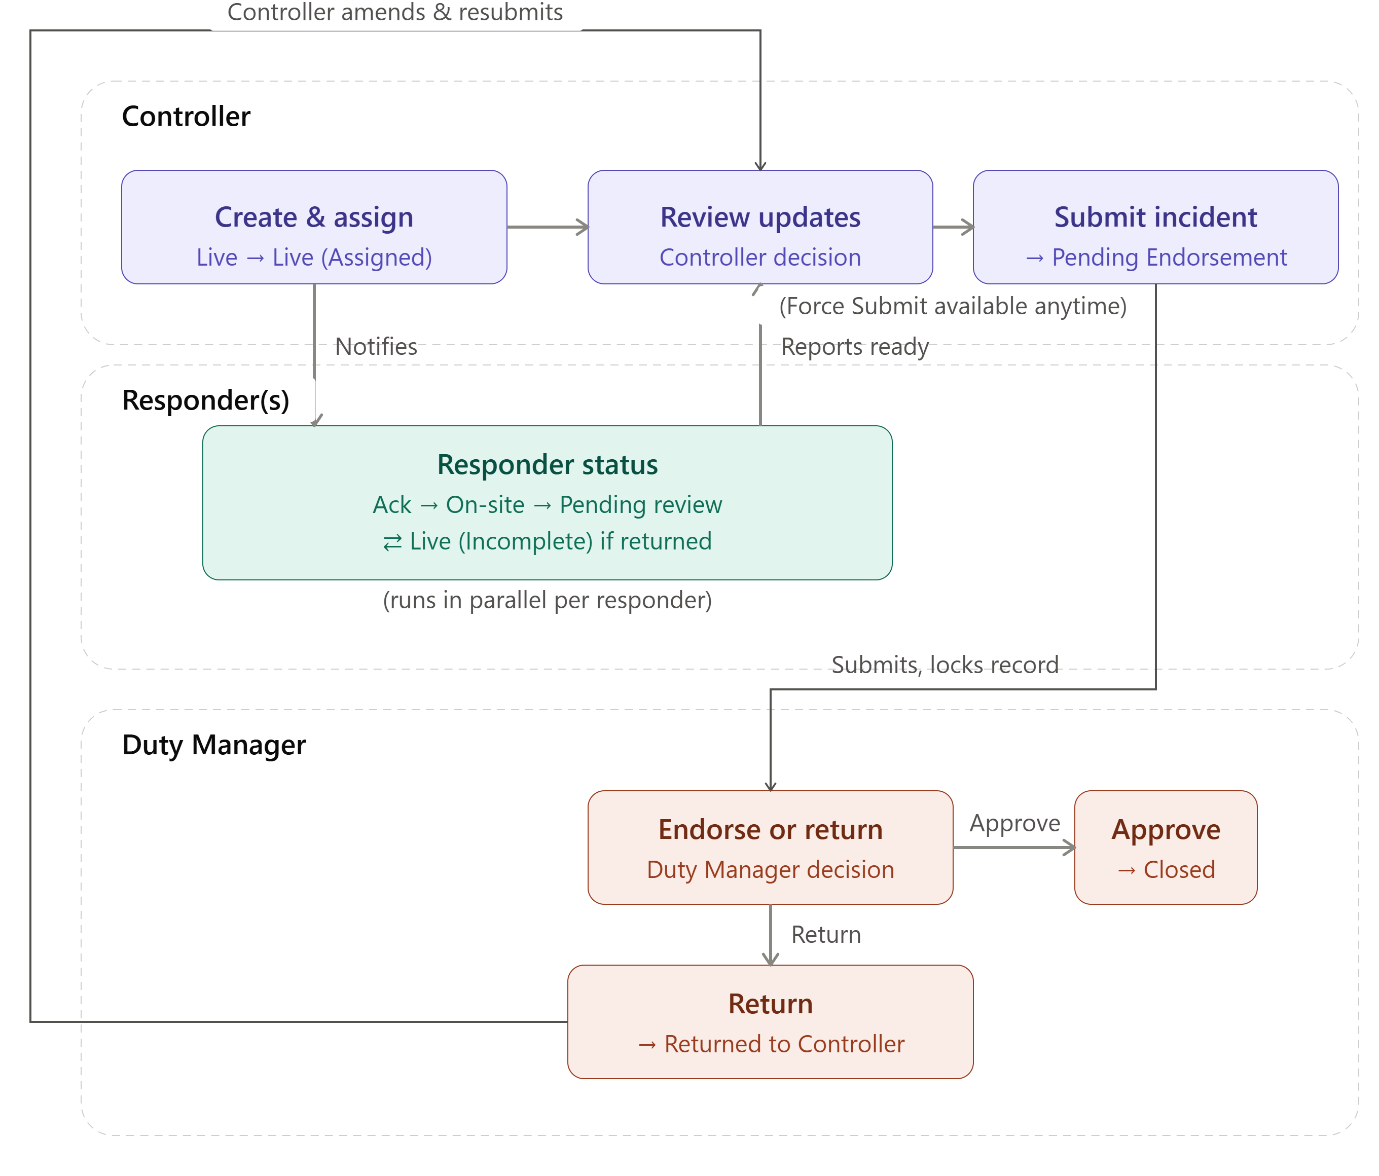 Controller amends & resubmits
Controller
Create & assign
Live → Live (Assigned)
Review updates
Controller decision
Submit incident
→ Pending Endorsement
(Force Submit available anytime)
Notifies
Reports ready
Responder(s)
Responder status
Ack → On-site → Pending review
⇄ Live (Incomplete) if returned
(runs in parallel per responder)
Submits, locks record
Duty Manager
Endorse or return
Duty Manager decision
Approve
Approve
→ Closed
Return
Return
→ Returned to Controller